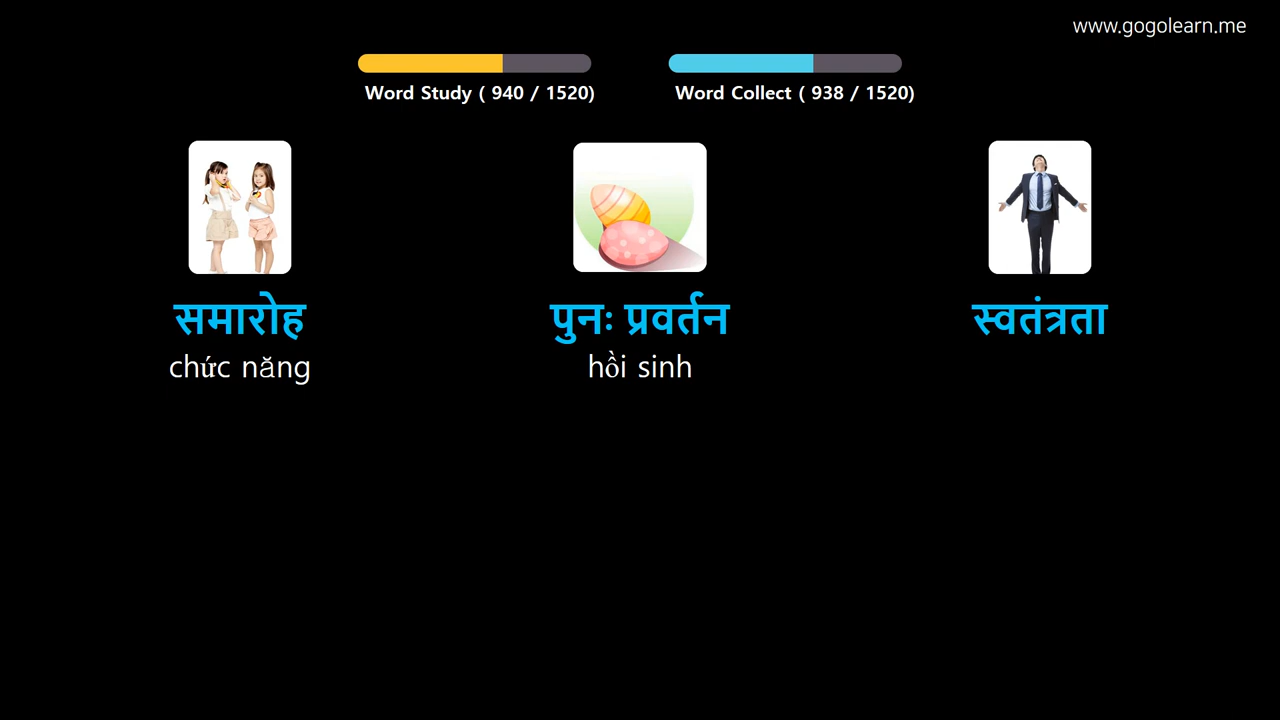 www.gogolearn.me
Word Study ( 940 / 1520)
Word Collect ( 938 / 1520)
समारोह
पुनः प्रवर्तन
स्वतंत्रता
chức năng
hồi sinh